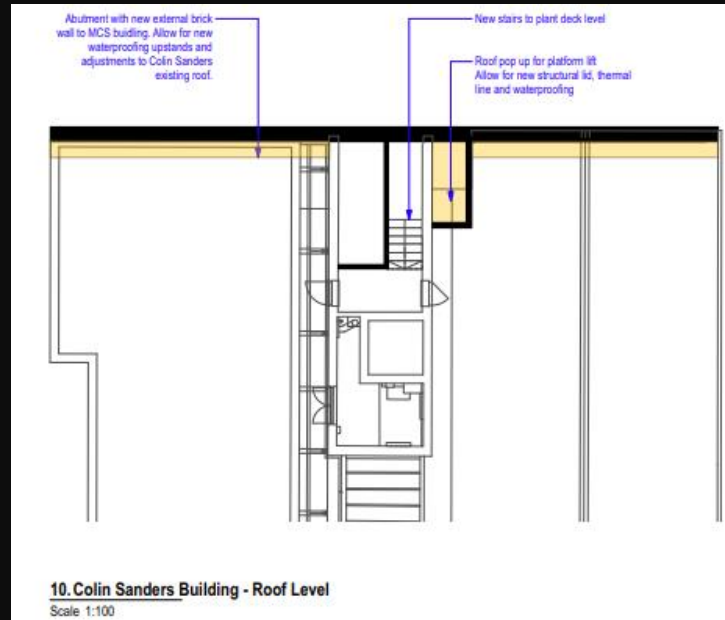 Abutment with new external brick
wall to MCS buidling. Allow for new
waterproofing upstands and
adjustments to Colin Sanders
existing roof.
New stairs to plant deck level
Roof pop up for platform lift
Allow for new structural lid, thermal
line and waterproofing
10. Colin Sanders Building - Roof Level
Scale 1:100